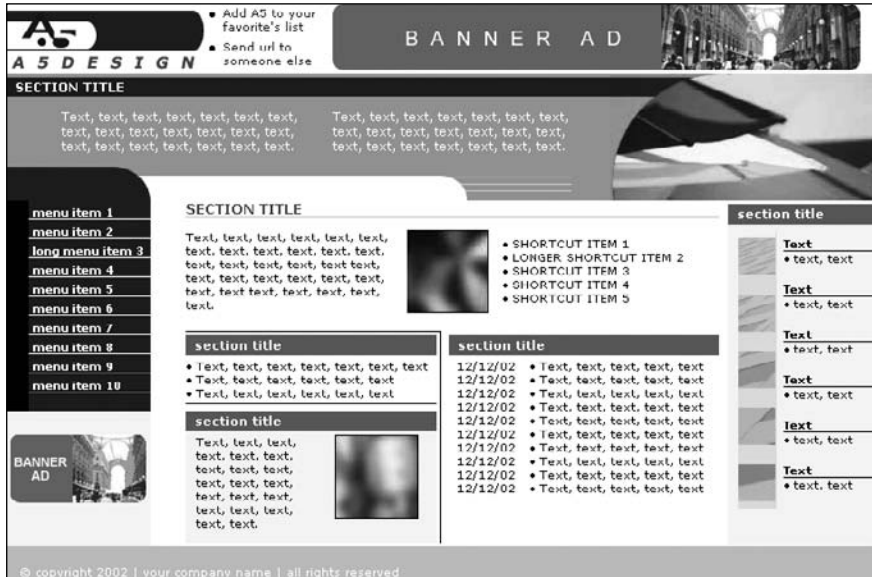 A5
A5DESIGN
• Add A5 to your
favorite's list
• Send url to
someone else
BANNER AD
SECTION TITLE
Text, text, text, text, text, text, text,
text, text, text, text, text, text, text,
text, text, text, text, text, text, text.
Text, text, text, text, text, text, text,
text, text, text, text, text, text, text,
text, text, text, text, text, text, text.
menu item 1
menu item 2
long menu item 3
menu item 4
menu item 5
menu item 6
menu item 7
menu item 8
menu item 9
menu item 10
BANNER
AD
SECTION TITLE
Text, text, text, text, text, text, text,
text. text. text, text. text. text.
text, text, text, text, text text,
text, text, text, text, text, text,
text, text text, text, text, text,
text.
• SHORTCUT ITEM 1
• LONGER SHORTCUT ITEM 2
• SHORTCUT ITEM 3
• SHORTCUT ITEM 4
• SHORTCUT ITEM 5
section title
• Text, text, text, text, text, text, text
• Text, text, text, text, text, text
• Text, text, text, text, text, text
section title
Text, text, text,
text. text. text.
text, text, text,
text, text, text,
text, text, text,
text, text, text,
text, text.
section title
12/12/02 • Text, text, text, text, text
12/12/02 • Text, text, text, text, text
12/12/02 • Text, text, text, text, text
12/12/02 • Text, text, text, text, text
12/12/02 • Text, text, text, text, text
12/12/02 • Text, text, text, text, text
12/12/02 • Text, text, text, text, text
12/12/02 • Text, text, text, text, text
12/12/02 • Text, text, text, text, text
12/12/02 • Text, text, text, text, text
section title
Text
• text, text
Text
• text, text
Text
• text, text
Text
• text, text
Text
• text, text
Text
• text. text
© copyright 2002 | your company name | all rights reserved